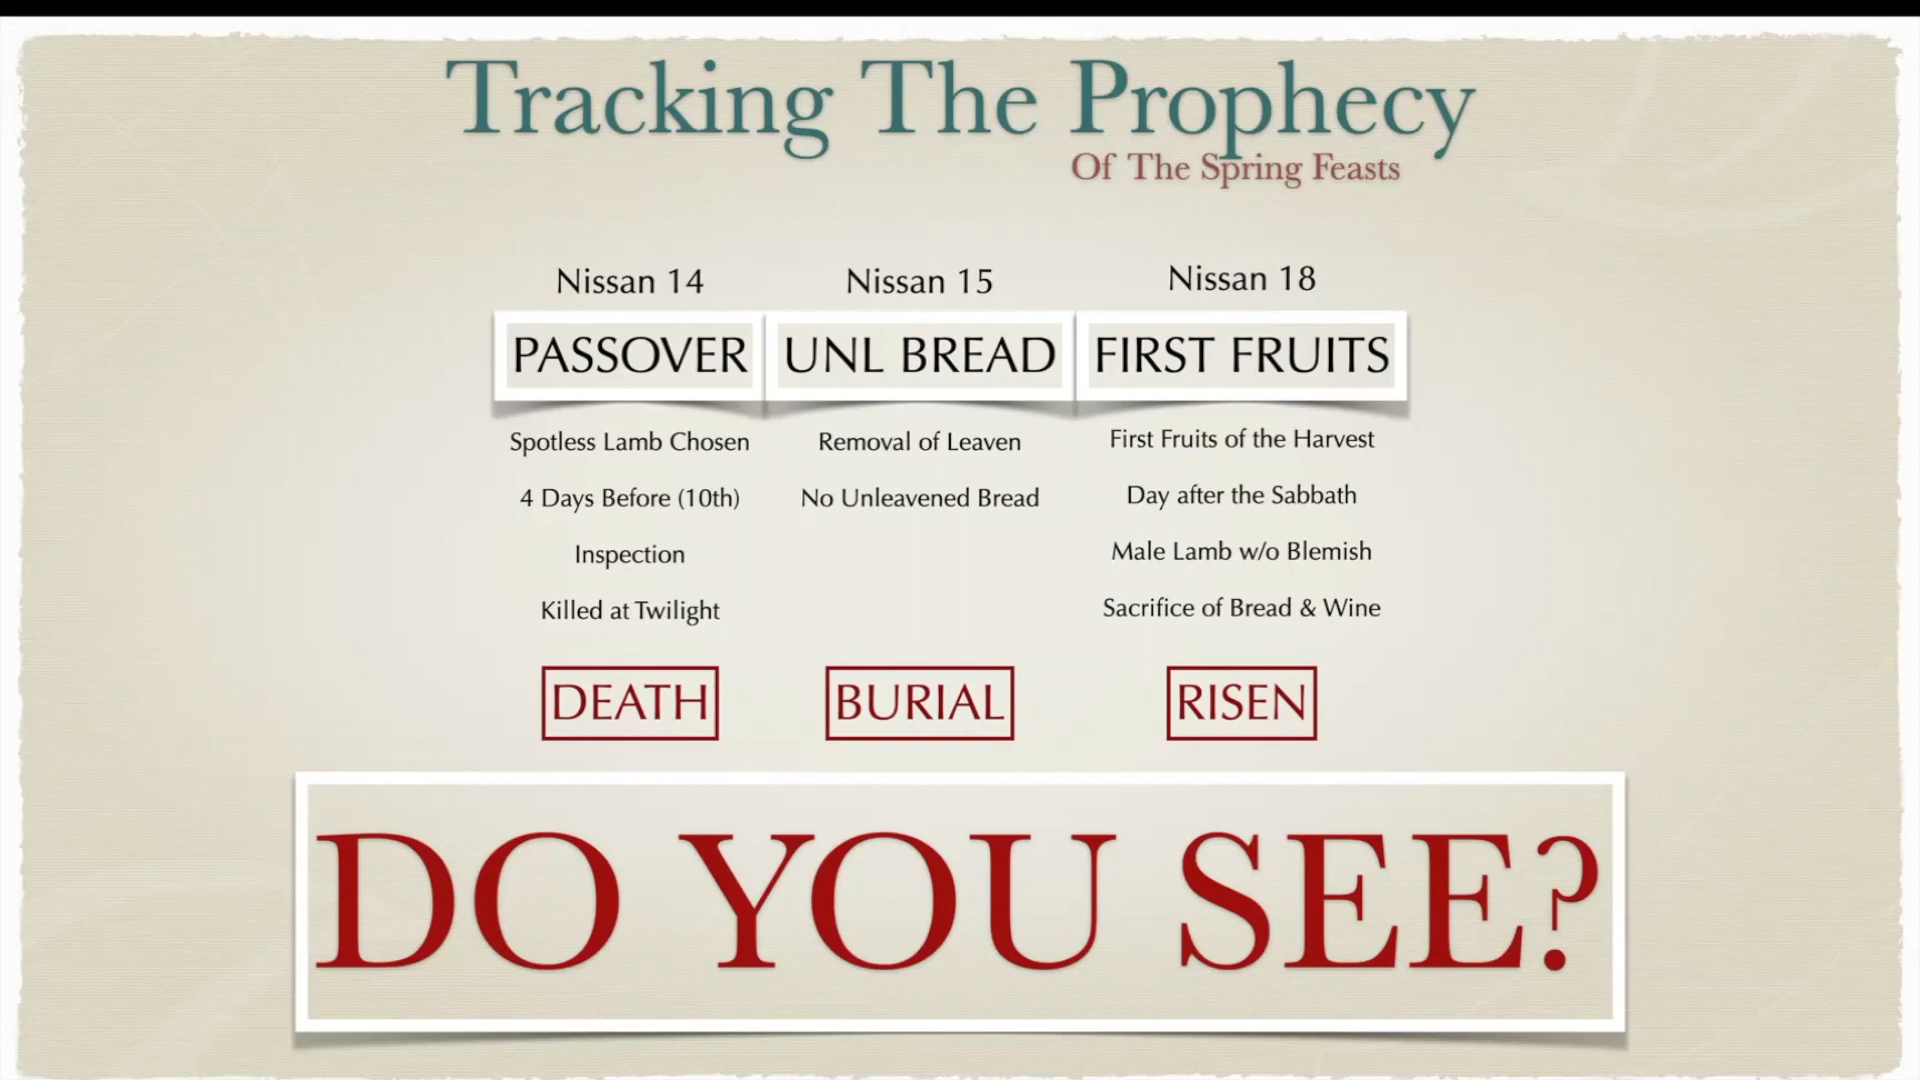 Tracking The Prophecy
Of The Spring Feasts
Nissan 14
PASSOVER
Spotless Lamb Chosen
4 Days Before (10th)
Inspection
Killed at Twilight
DEATH
Nissan 15
UNL BREAD
Removal of Leaven
No Unleavened Bread
BURIAL
Nissan 18
FIRST FRUITS
First Fruits of the Harvest
Day after the Sabbath
Male Lamb w/o Blemish
Sacrifice of Bread & Wine
RISEN
DO YOU SEE?